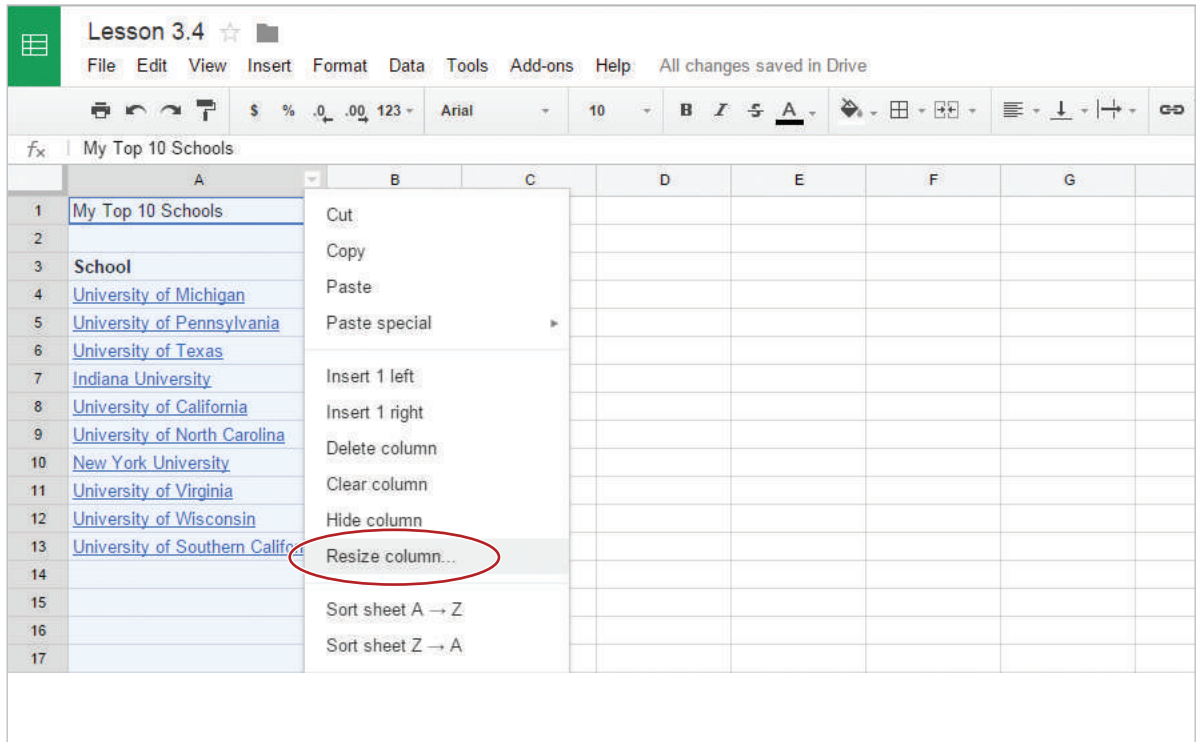 Lesson 3.4
File Edit View Insert Format Data Tools Add-ons Help All changes saved in Drive
$ % .0 .00 123 Arial 10 B I S A
fx My Top 10 Schools
A B C D E F G
1 My Top 10 Schools
2
3 School
4 University of Michigan
5 University of Pennsylvania
6 University of Texas
7 Indiana University
8 University of California
9 University of North Carolina
10 New York University
11 University of Virginia
12 University of Wisconsin
13 University of Southern Califor
14
15
16
17
Cut
Copy
Paste
Paste special
Insert 1 left
Insert 1 right
Delete column
Clear column
Hide column
Resize column...
Sort sheet A → Z
Sort sheet Z → A